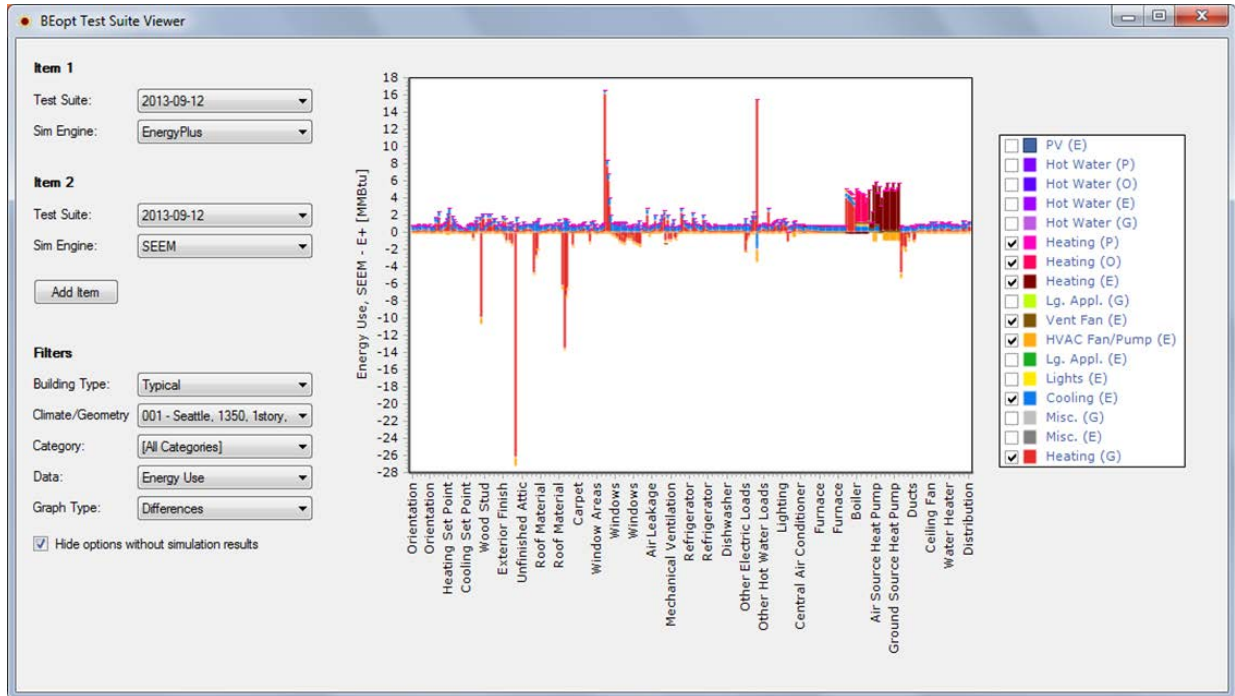 BEopt Test Suite Viewer
Item 1
Test Suite: 2013-09-12
Sim Engine: EnergyPlus
Item 2
Test Suite: 2013-09-12
Sim Engine: SEEM
Add Item
Filters
Building Type: Typical
Climate/Geometry 001 - Seattle, 1350, 1story,
Category: [All Categories]
Data: Energy Use
Graph Type: Differences
Hide options without simulation results
Energy Use, SEEM - E+ [MMBtu]
18
16
14
12
10
8
6
4
2
0
-2
-4
-6
-8
-10
-12
-14
-16
-18
-20
-22
-24
-26
-28
Orientation
Orientation
Heating Set Point
Cooling Set Point
Wood Stud
Exterior Finish
Unfinished Attic
Roof Material
Roof Material
Carpet
Window Areas
Windows
Windows
Air Leakage
Mechanical Ventilation
Refrigerator
Refrigerator
Dishwasher
Other Electric Loads
Other Hot Water Loads
Lighting
Central Air Conditioner
Furnace
Furnace
Boiler
Air Source Heat Pump
Ground Source Heat Pump
Ducts
Ceiling Fan
Water Heater
Distribution
PV (E)
Hot Water (P)
Hot Water (O)
Hot Water (E)
Hot Water (G)
Heating (P)
Heating (O)
Heating (E)
Lg. Appl. (G)
Vent Fan (E)
HVAC Fan/Pump (E)
Lg. Appl. (E)
Lights (E)
Cooling (E)
Misc. (G)
Misc. (E)
Heating (G)